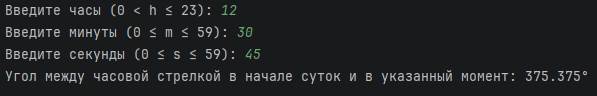 Введите часы (0 < h ≤ 23): 12
Введите минуты (0 ≤ m ≤ 59): 30
Введите секунды (0 ≤ s ≤ 59): 45
Угол между часовой стрелкой в начале суток и в указанный момент: 375.375°